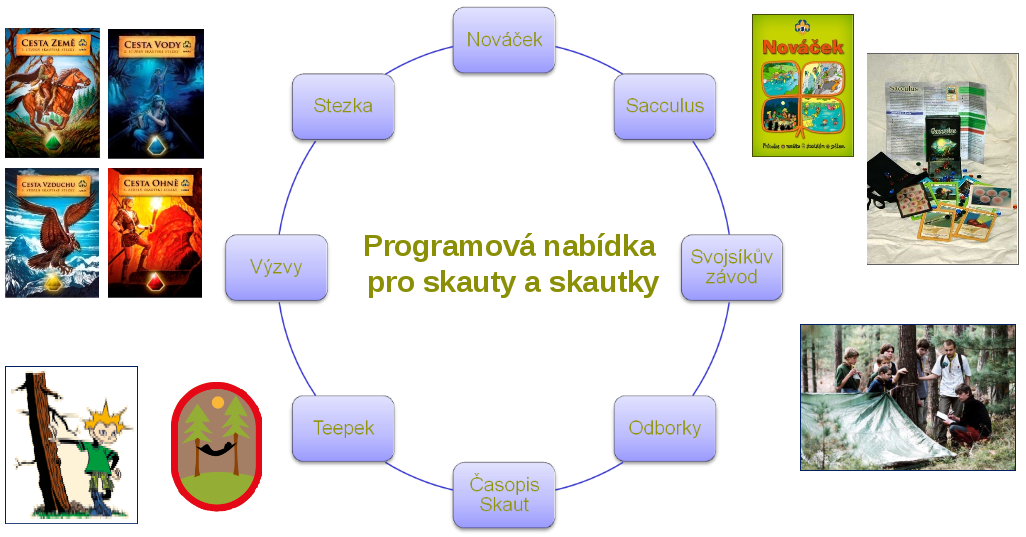 Nováček
Stezka
Sacculus
Programová nabídka
pro skauty a skautky
Výzvy
Svojsíkův
závod
Teepek
Odborky
Časopis
Skaut
CESTA ZEMĚ
CESTA VODY
CESTA VZDUCHU
CESTA OHNĚ
Nováček
Sacculus